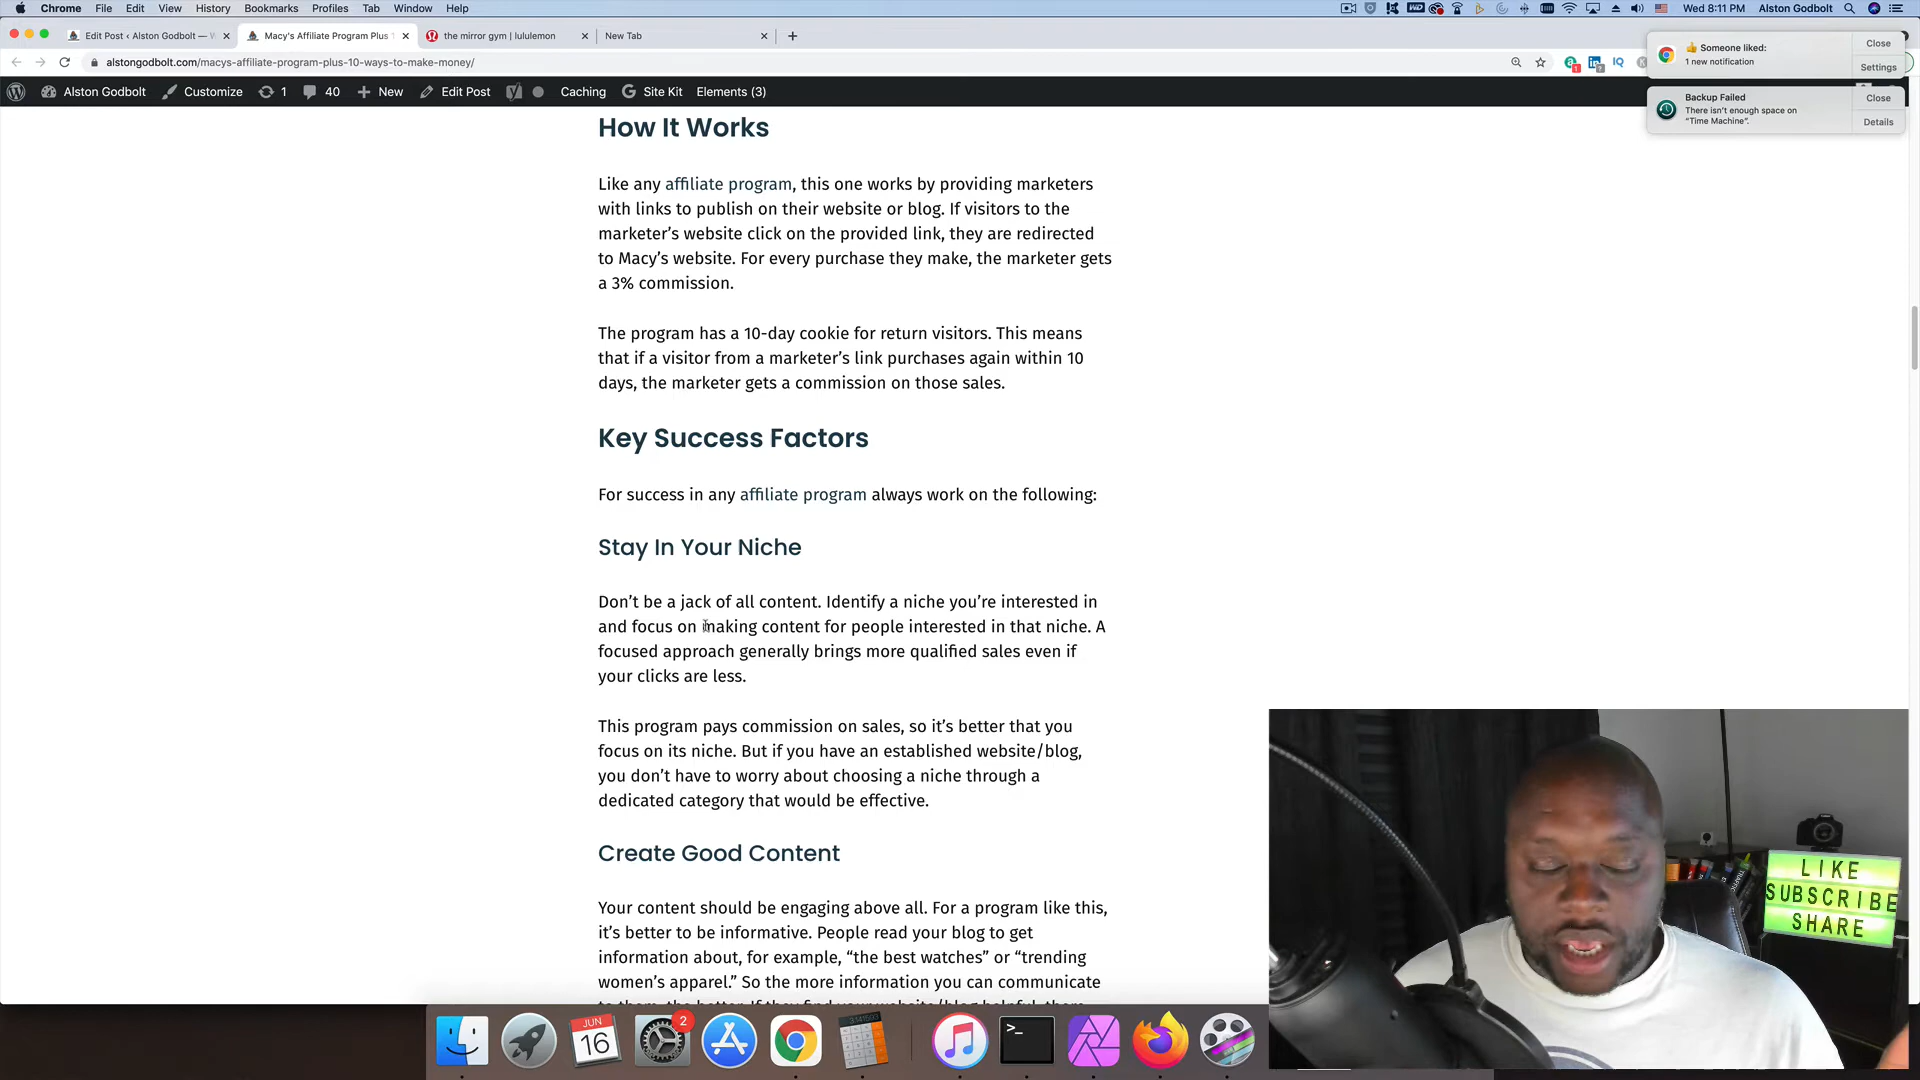 Chrome File Edit View History Bookmarks Profiles Tab Window Help
Wed 8:11 PM Alston Godbolt
Edit Post ‹ Alston Godbolt —
Macy's Affiliate Program Plus
the mirror gym | lululemon
New Tab
alstongodbolt.com/macys-affiliate-program-plus-10-ways-to-make-money/
Alston Godbolt Customize 1 40 New Edit Post Caching Site Kit Elements (3)
Someone liked:
1 new notification
Close
Settings
Backup Failed
There isn't enough space on
“Time Machine”.
Close
Details
How It Works
Like any affiliate program, this one works by providing marketers
with links to publish on their website or blog. If visitors to the
marketer’s website click on the provided link, they are redirected
to Macy’s website. For every purchase they make, the marketer gets
a 3% commission.
The program has a 10-day cookie for return visitors. This means
that if a visitor from a marketer’s link purchases again within 10
days, the marketer gets a commission on those sales.
Key Success Factors
For success in any affiliate program always work on the following:
Stay In Your Niche
Don’t be a jack of all content. Identify a niche you’re interested in
and focus on making content for people interested in that niche. A
focused approach generally brings more qualified sales even if
your clicks are less.
This program pays commission on sales, so it’s better that you
focus on its niche. But if you have an established website/blog,
you don’t have to worry about choosing a niche through a
dedicated category that would be effective.
Create Good Content
Your content should be engaging above all. For a program like this,
it’s better to be informative. People read your blog to get
information about, for example, “the best watches” or “trending
women’s apparel.” So the more information you can communicate
LIKE
SUBSCRIBE
SHARE
JUN
16
2